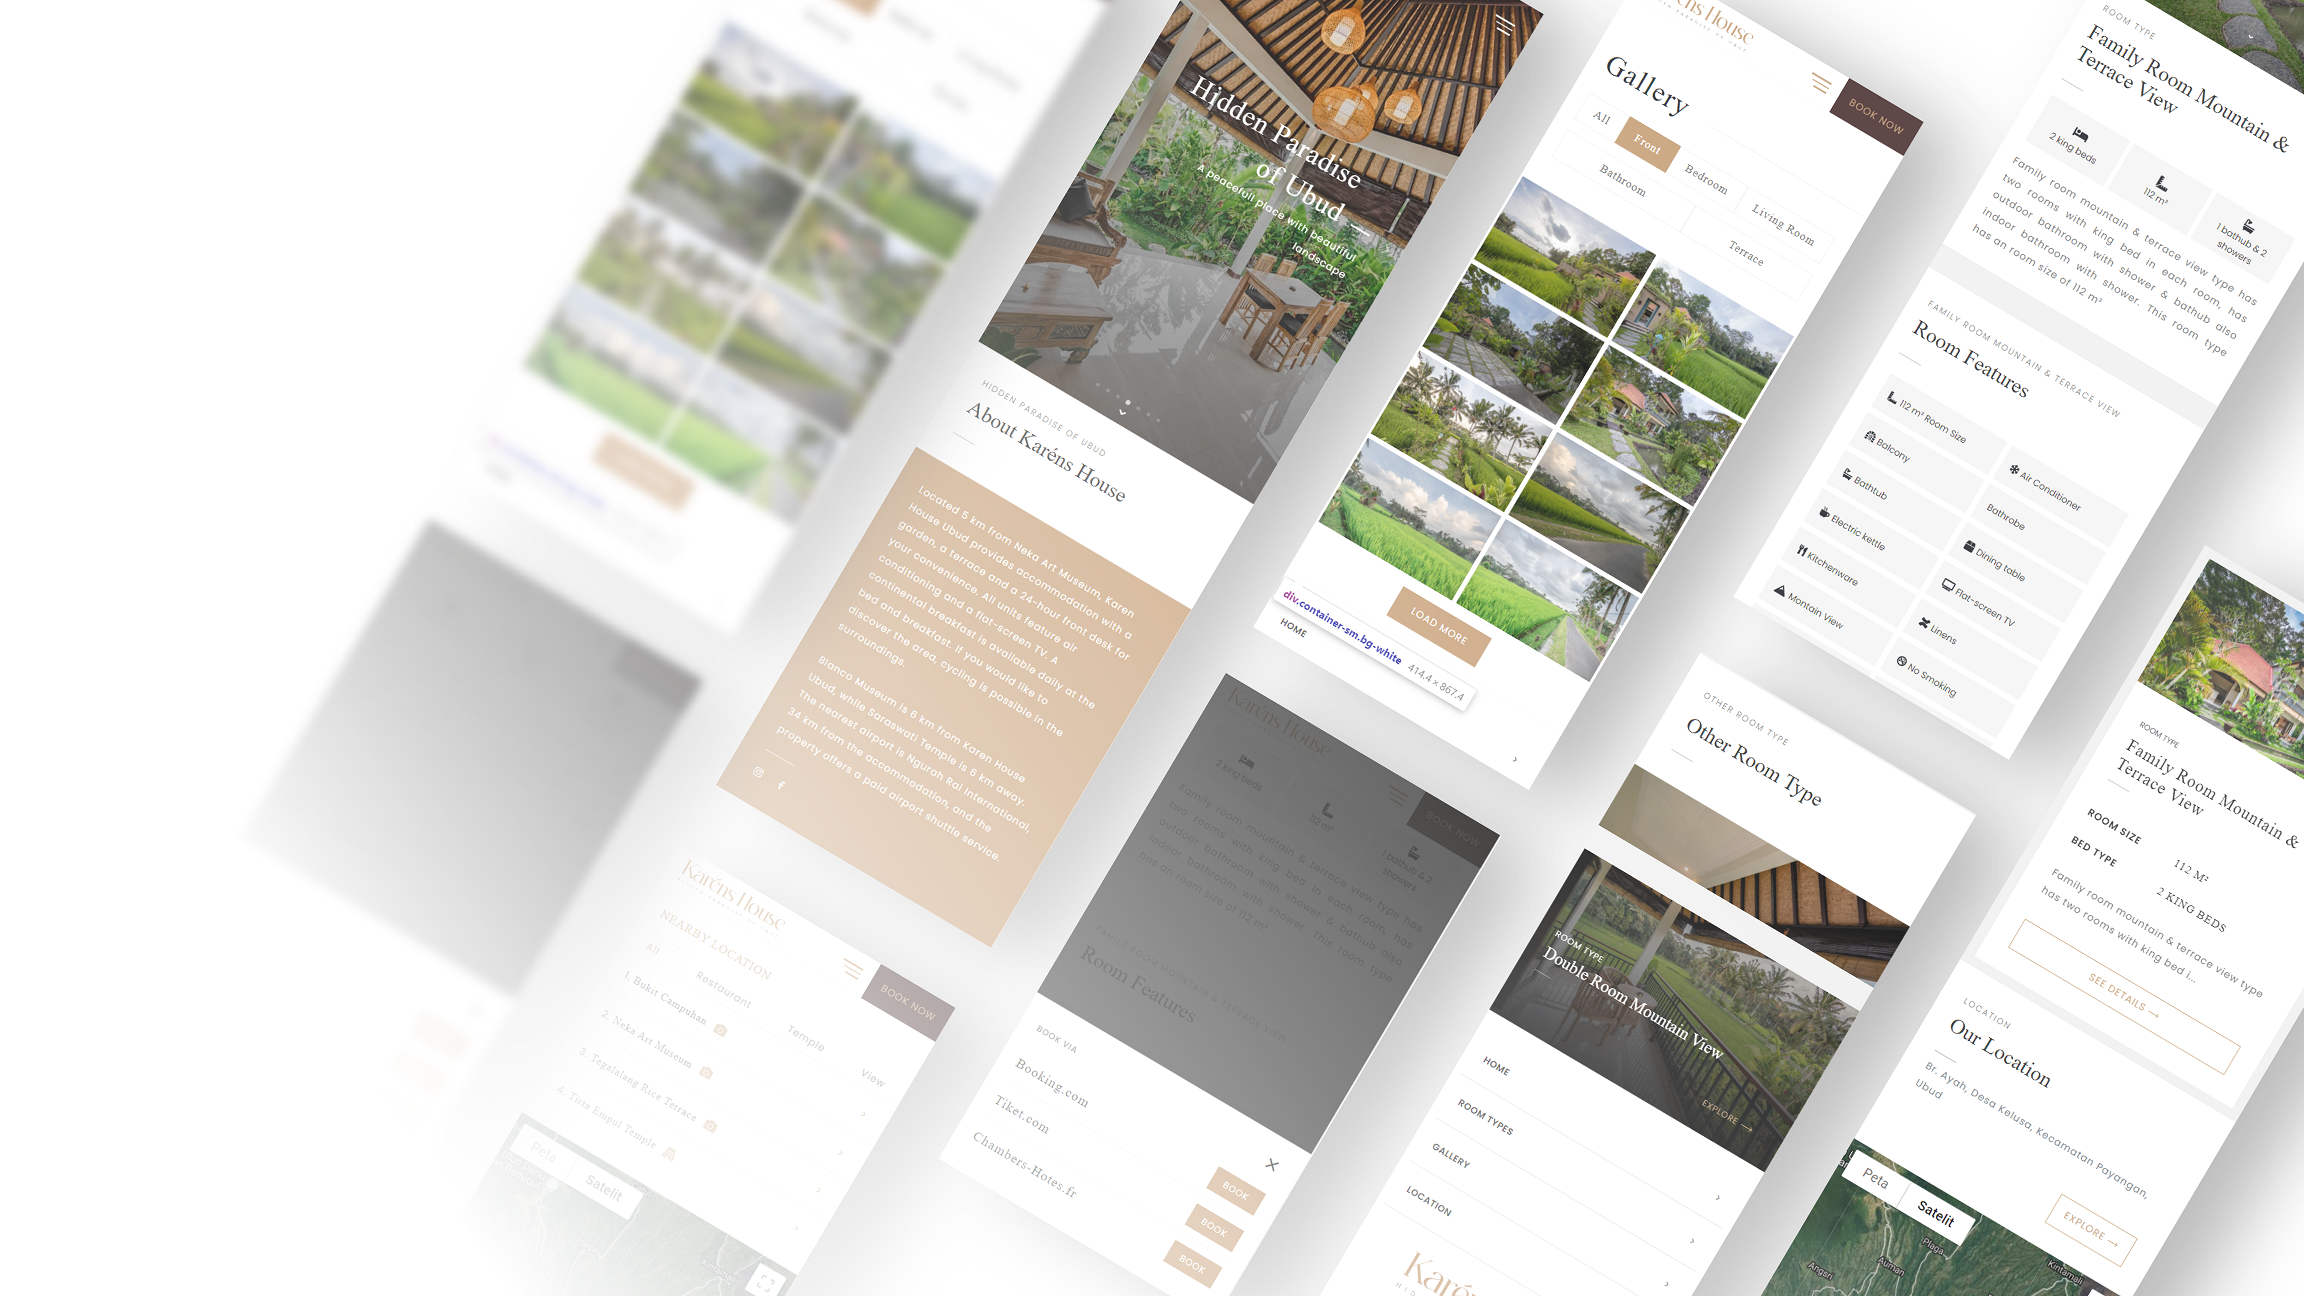 Hidden Paradise
of Ubud
A peacefull place with beautiful
landscape
HIDDEN PARADISE OF UBUD
About Karéns House
Located 5 km from Neka Art Museum, Karen
House Ubud provides accommodation with a
garden, a terrace and a 24-hour front desk for
your convenience. All units feature air
conditioning and a flat-screen TV. A
continental breakfast is available daily at the
bed and breakfast. If you would like to
discover the area, cycling is possible in the
surroundings.
Blanco Museum is 6 km from Karen House
Ubud, while Saraswati Temple is 6 km away.
The nearest airport is Ngurah Rai International,
34 km from the accommodation, and the
property offers a paid airport shuttle service.
Karéns House
NEARBY LOCATION
BOOK NOW
All
Restaurant
Temple
View
1. Bukit Campuhan
2. Neka Art Museum
3. Tegalalang Rice Terrace
4. Tirta Empul Temple
Peta
Satelit
ens House
BOOK NOW
Gallery
All
Front
Bedroom
Living Room
Bathroom
Terrace
LOAD MORE
div.container-sm.bg-white 414.4 × 867.4
HOME
Karéns House
BOOK NOW
2 king beds
112 m²
1 bathub & 2
showers
Family room mountain & terrace view type has
two rooms with king bed in each room, has
outdoor bathroom with shower & bathub also
indoor bathroom with shower. This room type
has an room size of 112 m²
FAMILY ROOM MOUNTAIN & TERRACE VIEW
Room Features
BOOK VIA
Booking.com
BOOK
Tiket.com
BOOK
Chambers-Hotes.fr
BOOK
ROOM TYPE
Family Room Mountain &
Terrace View
2 king beds
112 m²
1 bathub & 2
showers
Family room mountain & terrace view type has
two rooms with king bed in each room, has
outdoor bathroom with shower & bathub also
indoor bathroom with shower. This room type
has an room size of 112 m²
FAMILY ROOM MOUNTAIN & TERRACE VIEW
Room Features
112 m² Room Size
Air Conditioner
Balcony
Bathrobe
Bathtub
Dining table
Electric kettle
Flat-screen TV
Kitchenware
Linens
Montain View
No Smoking
OTHER ROOM TYPE
Other Room Type
ROOM TYPE
Double Room Mountain View
EXPLORE →
HOME
ROOM TYPES
GALLERY
LOCATION
Karé
ROOM TYPE
Family Room Mountain &
Terrace View
ROOM SIZE
112 M²
BED TYPE
2 KING BEDS
Family room mountain & terrace view type
has two rooms with king bed i...
SEE DETAILS →
LOCATION
Our Location
Br. Ayah, Desa Kelusa, Kecamatan Payangan,
Ubud
EXPLORE →
Peta
Satelit
Plaga
Auman
Angsri
Kintamali